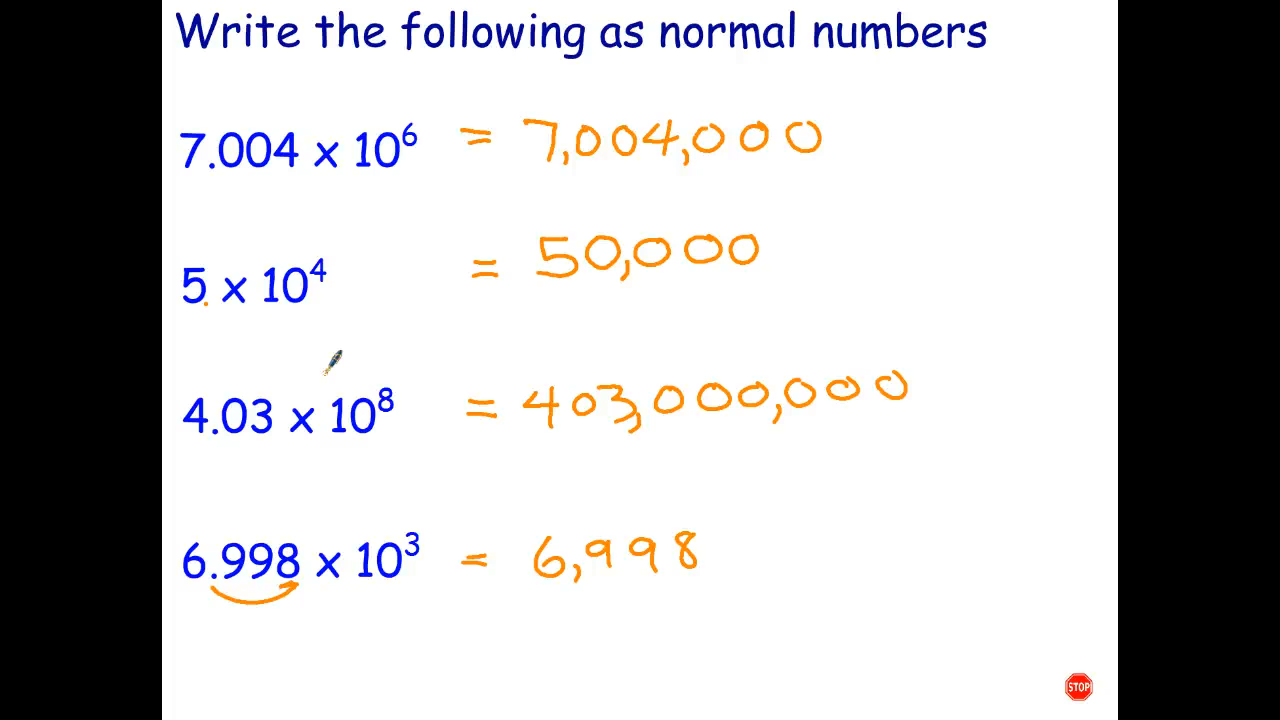 Write the following as normal numbers
7.004 x 10⁶ = 7,004,000
5 x 10⁴ = 50,000
4.03 x 10⁸ = 403,000,000
6.998 x 10³ = 6,998
STOP